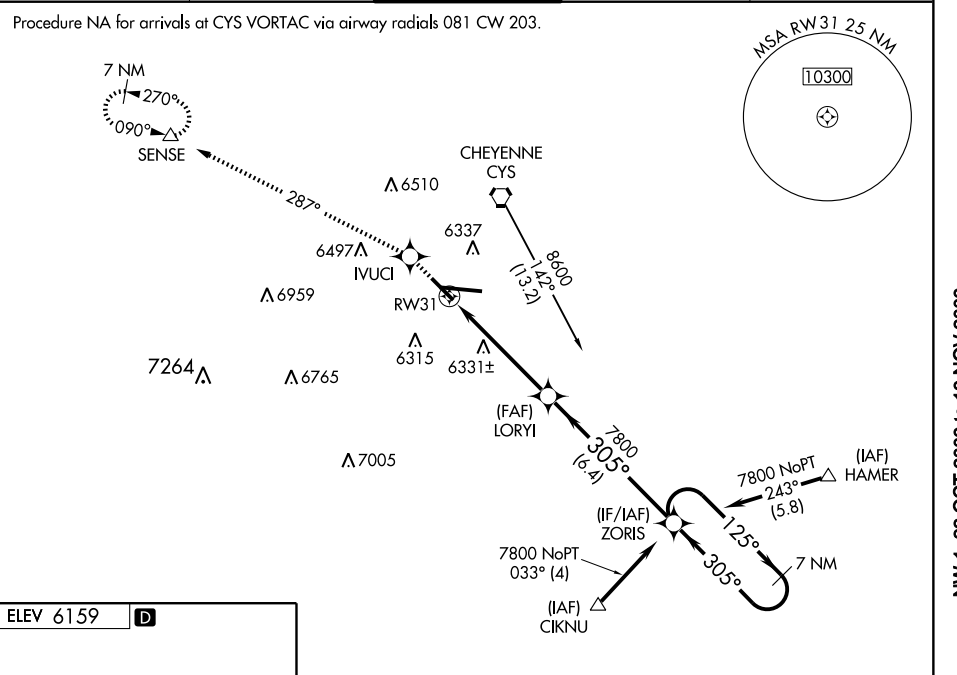 Procedure NA for arrivals at CYS VORTAC via airway radials 081 CW 203.
MSA RW31 25 NM
10300
7 NM
270°
090°
SENSE
287°
CHEYENNE
CYS
6510
6337
6497
IVUCI
8600
142°
(13.2)
6959
RW31
6315
6331±
7264
6765
(FAF)
LORYI
7005
7800
305°
(6.4)
(IAF)
HAMER
7800 NoPT
243°
(5.8)
(IF/IAF)
ZORIS
125°
305°
7 NM
7800 NoPT
033° (4)
(IAF)
CIKNU
ELEV 6159 D